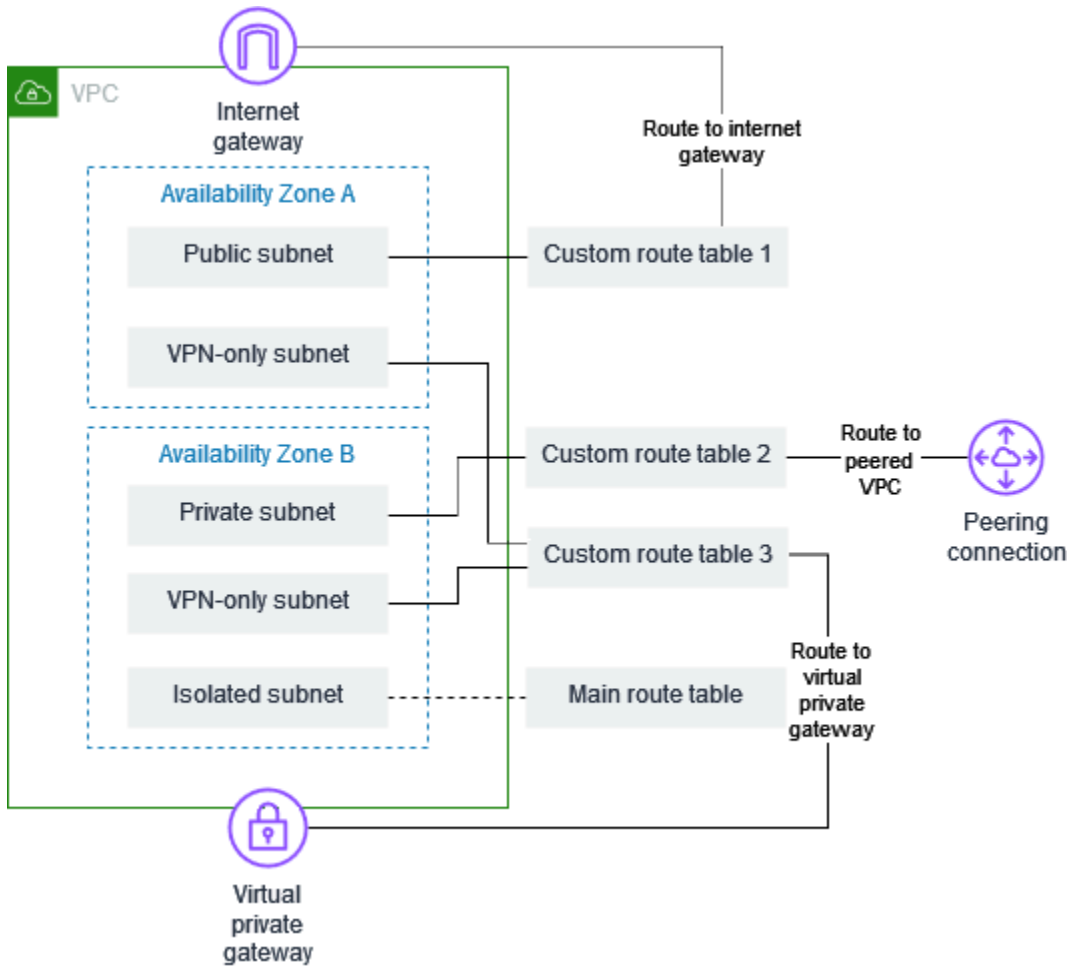 VPC
Internet
gateway
Route to internet
gateway
Availability Zone A
Public subnet
Custom route table 1
VPN-only subnet
Availability Zone B
Custom route table 2
Route to
peered
VPC
Peering
connection
Private subnet
Custom route table 3
VPN-only subnet
Isolated subnet
Main route table
Route to
virtual
private
gateway
Virtual
private
gateway